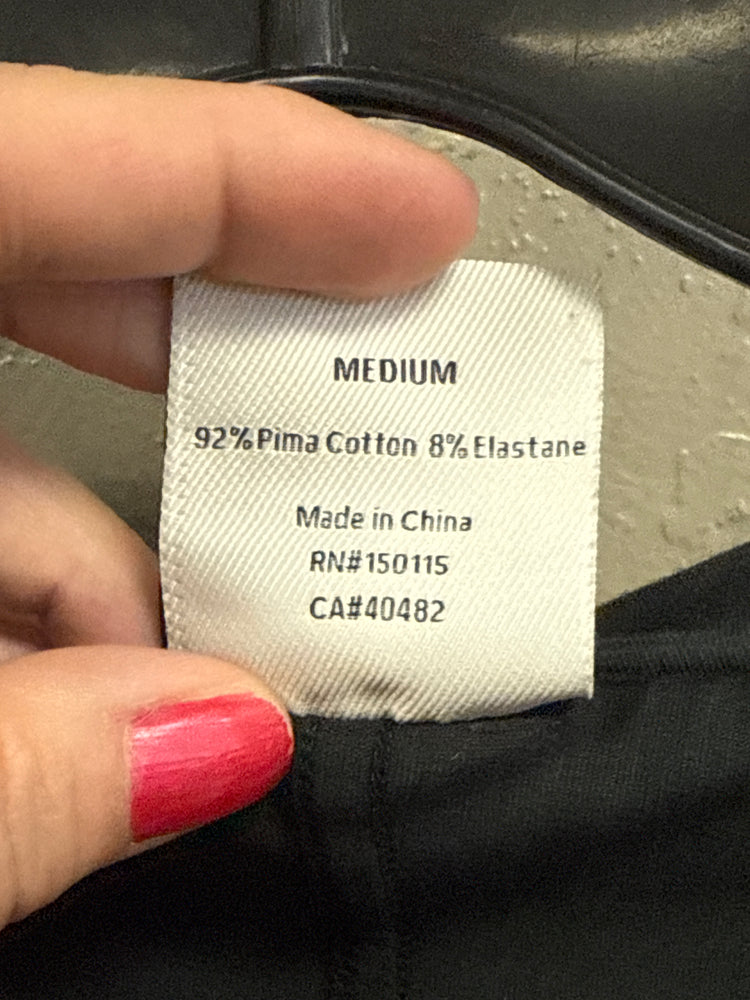 MEDIUM
92% Pima Cotton 8% Elastane
Made in China
RN#150115
CA#40482